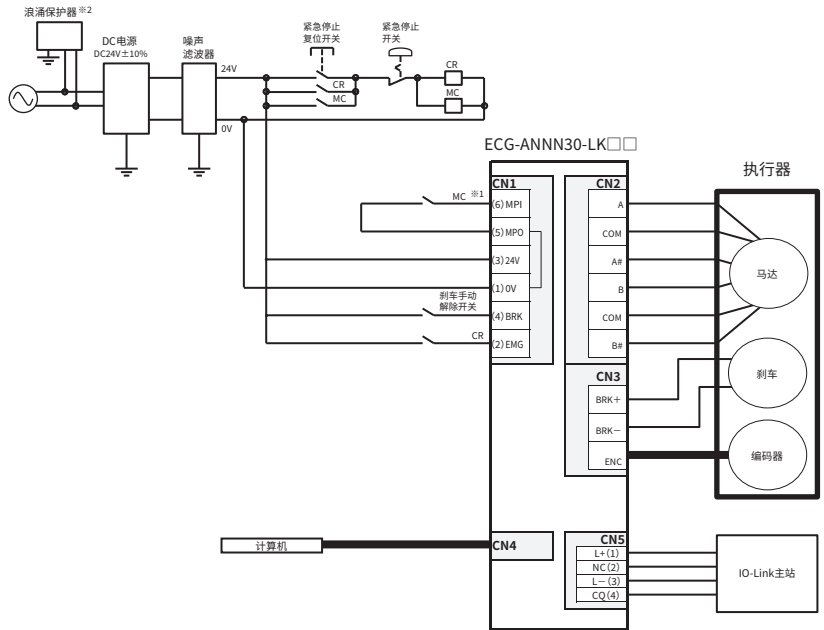 浪涌保护器※2
DC电源
DC24V±10%
噪声
滤波器
24V
0V
紧急停止
复位开关
紧急停止
开关
CR
MC
CR
MC
ECG-ANNN30-LK□□
执行器
CN1
MC ※1
(6)MPI
(5)MPO
(3)24V
(1)0V
刹车手动
解除开关
(4)BRK
CR
(2)EMG
CN2
A
COM
A#
B
COM
B#
马达
CN3
BRK+
BRK−
ENC
刹车
编码器
计算机
CN4
CN5
L+(1)
NC(2)
L−(3)
CQ(4)
IO-Link主站